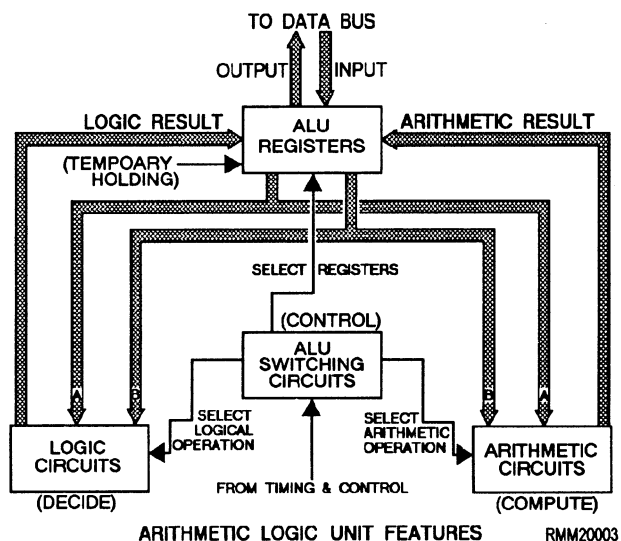 TO DATA BUS
OUTPUT
INPUT
LOGIC RESULT
ALU
REGISTERS
ARITHMETIC RESULT
(TEMPOARY
HOLDING)
SELECT REGISTERS
(CONTROL)
ALU
SWITCHING
CIRCUITS
A
B
B
A
SELECT
LOGICAL
OPERATION
SELECT
ARITHMETIC
OPERATION
LOGIC
CIRCUITS
ARITHMETIC
CIRCUITS
(DECIDE)
FROM TIMING & CONTROL
(COMPUTE)
ARITHMETIC LOGIC UNIT FEATURES
RMM20003